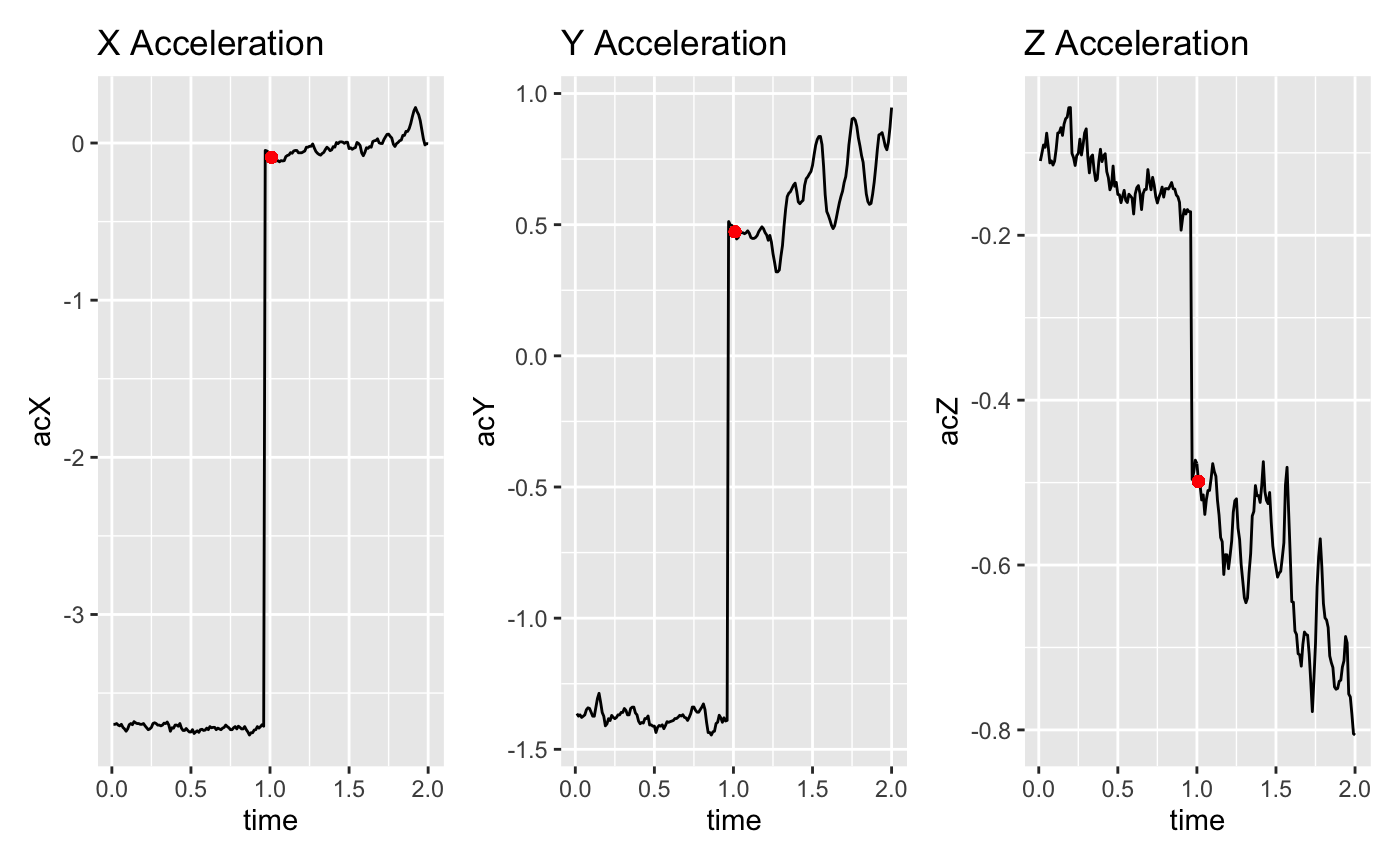 X Acceleration
acX
0
-1
-2
-3
0.0 0.5 1.0 1.5 2.0
time
Y Acceleration
acY
1.0
0.5
0.0
-0.5
-1.0
-1.5
0.0 0.5 1.0 1.5 2.0
time
Z Acceleration
acZ
-0.2
-0.4
-0.6
-0.8
0.0 0.5 1.0 1.5 2.0
time